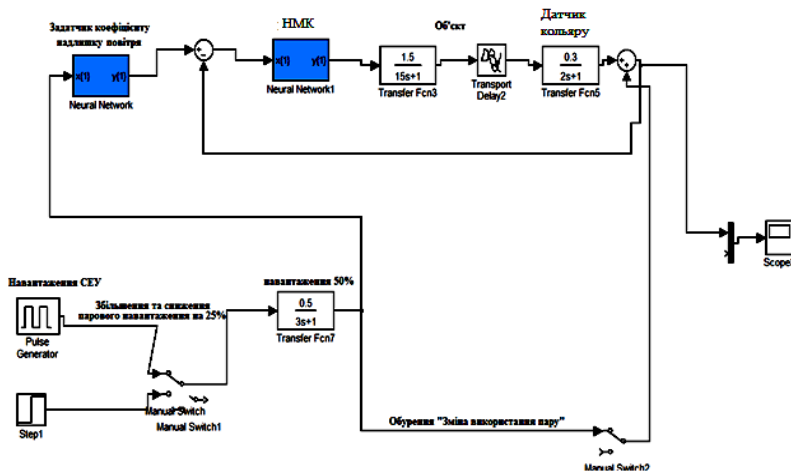 Задатчик коефіцієнту
надлишку повітря
x(1) y(1)
Neural Network
: НМК
x(1) y(1)
Neural Network1
Об'єкт
1.5
15s+1
Transfer Fcn3
Transport
Delay2
Датчик
кольяру
0.3
2s+1
Transfer Fcn5
Scope
Навантаження СЕУ
Pulse
Generator
Збільшення та сниження
парового навантаження на 25%
навантаження 50%
0.5
3s+1
Transfer Fcn7
Step1
Manual Switch
Manual Switch1
Обурення "Зміна використання пару"
Manual Switch2